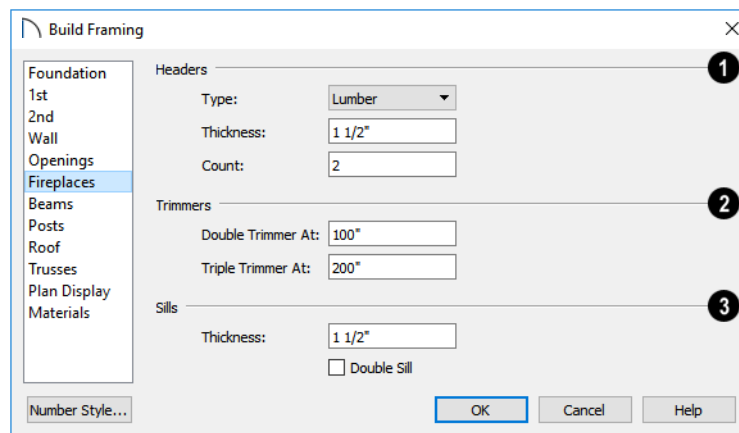 Build Framing
Foundation
1st
2nd
Wall
Openings
Fireplaces
Beams
Posts
Roof
Trusses
Plan Display
Materials
Headers 1
Type: Lumber
Thickness: 1 1/2"
Count: 2
Trimmers 2
Double Trimmer At: 100"
Triple Trimmer At: 200"
Sills 3
Thickness: 1 1/2"
Double Sill
Number Style... OK Cancel Help